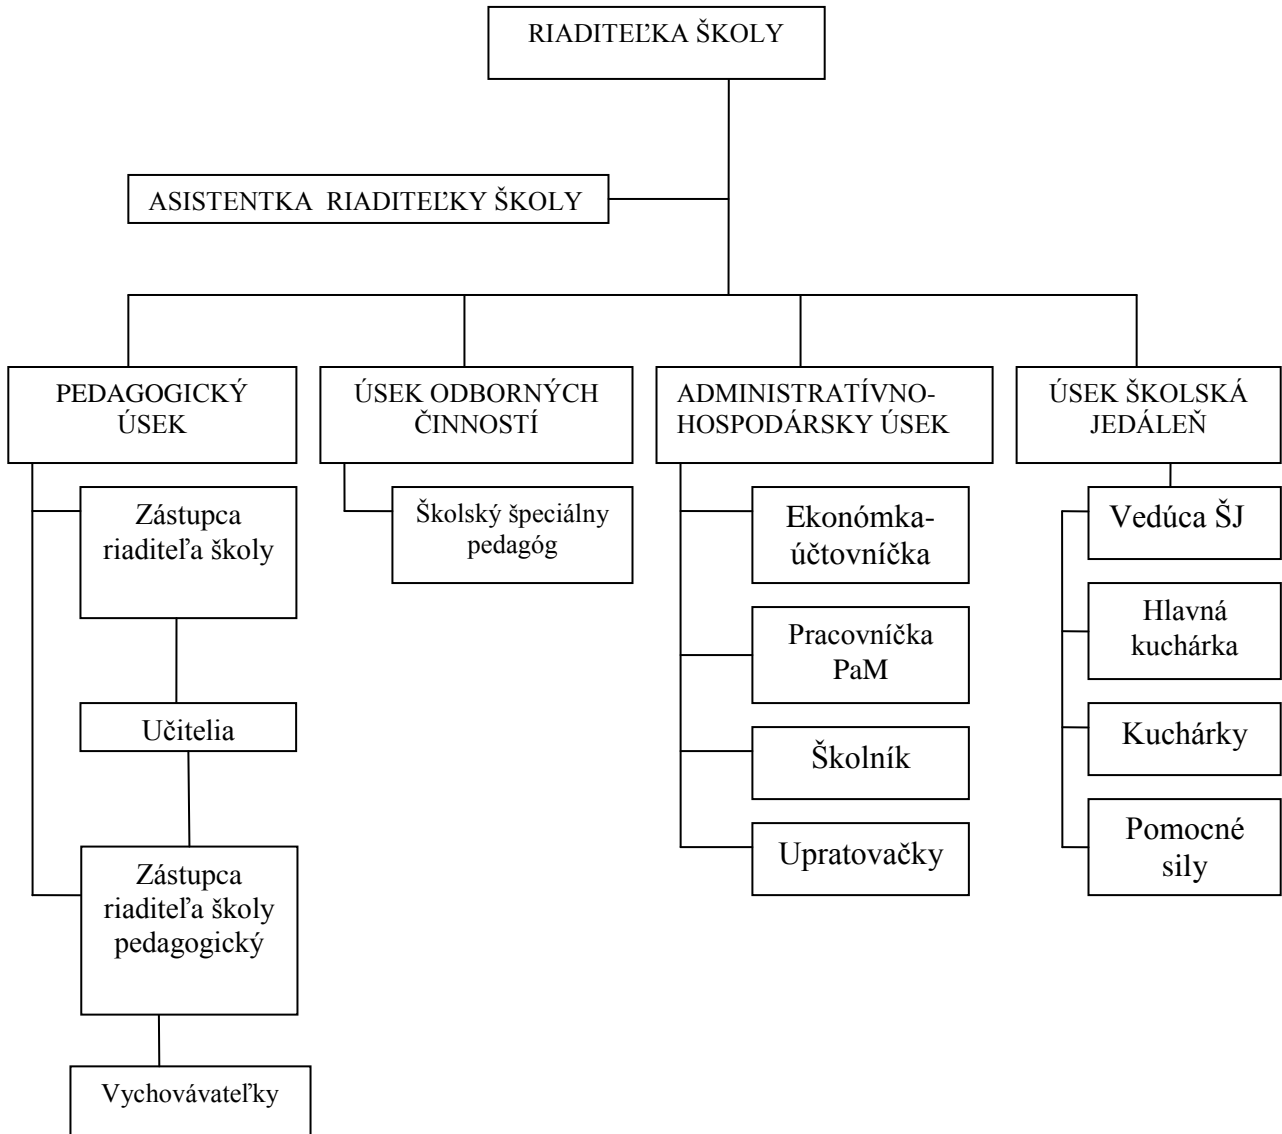 RIADITEĽKA ŠKOLY
ASISTENTKA RIADITEĽKY ŠKOLY
PEDAGOGICKÝ
ÚSEK
Zástupca
riaditeľa školy
Učitelia
Zástupca
riaditeľa školy
pedagogický
Vychovávateľky
ÚSEK ODBORNÝCH
ČINNOSTÍ
Školský špeciálny
pedagóg
ADMINISTRATÍVNO-
HOSPODÁRSKY ÚSEK
Ekonómka-
účtovníčka
Pracovníčka
PaM
Školník
Upratovačky
ÚSEK ŠKOLSKÁ
JEDÁLEŇ
Vedúca ŠJ
Hlavná
kuchárka
Kuchárky
Pomocné
sily